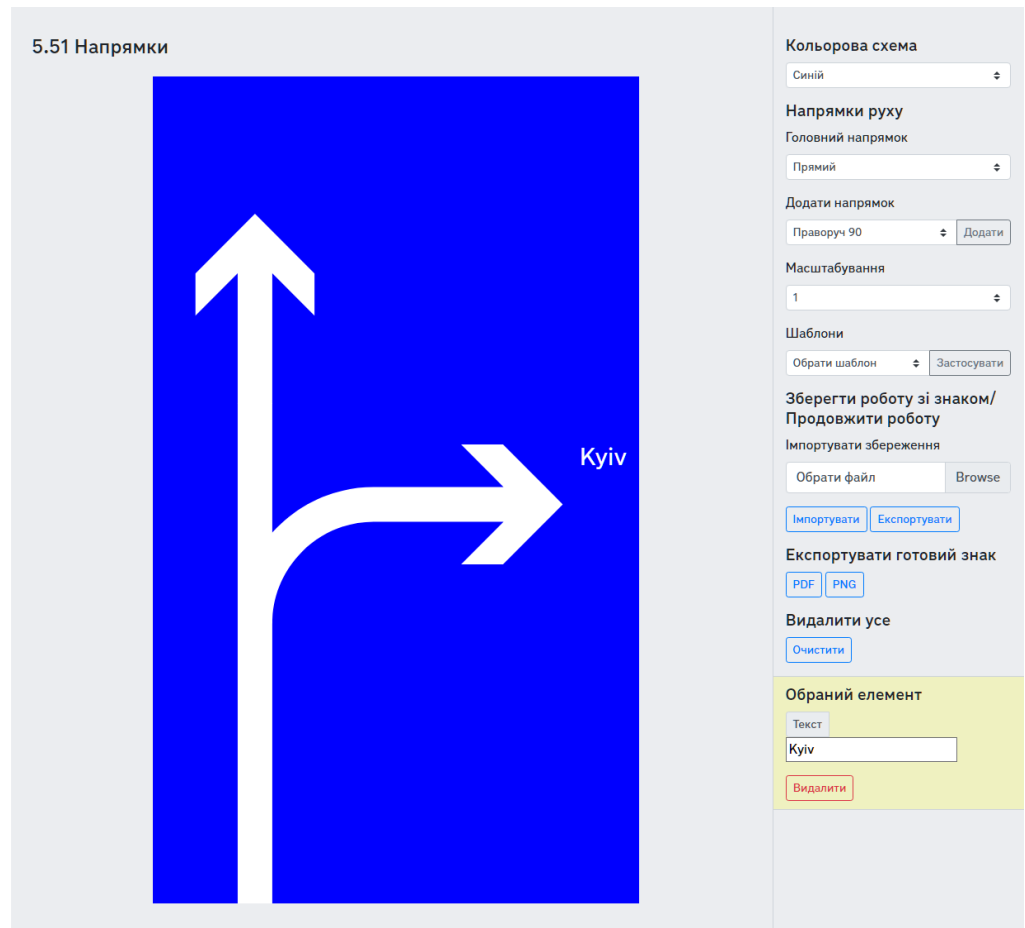 5.51 Напрямки
Kyiv
Кольорова схема
Синій
Напрямки руху
Головний напрямок
Прямий
Додати напрямок
Праворуч 90
Додати
Масштабування
1
Шаблони
Обрати шаблон
Застосувати
Зберегти роботу зі знаком/
Продовжити роботу
Імпортувати збереження
Обрати файл
Browse
Імпортувати
Експортувати
Експортувати готовий знак
PDF
PNG
Видалити усе
Очистити
Обраний елемент
Текст
Kyiv
Видалити